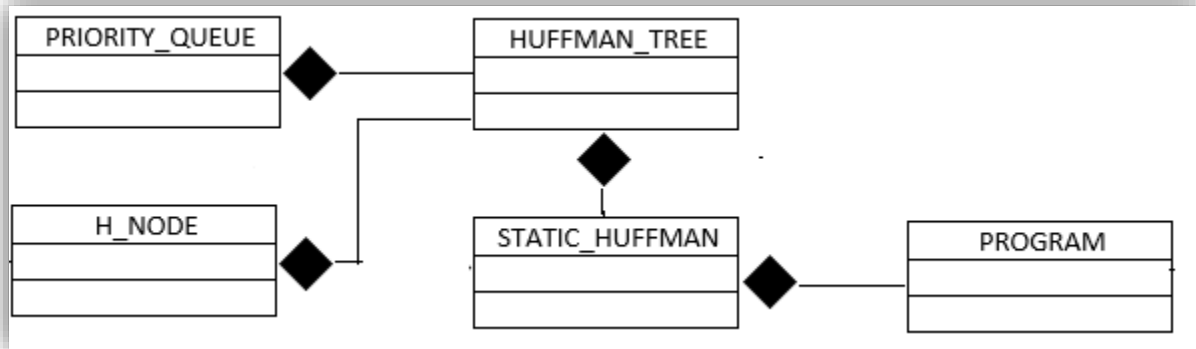 PRIORITY_QUEUE
HUFFMAN_TREE
H_NODE
STATIC_HUFFMAN
PROGRAM